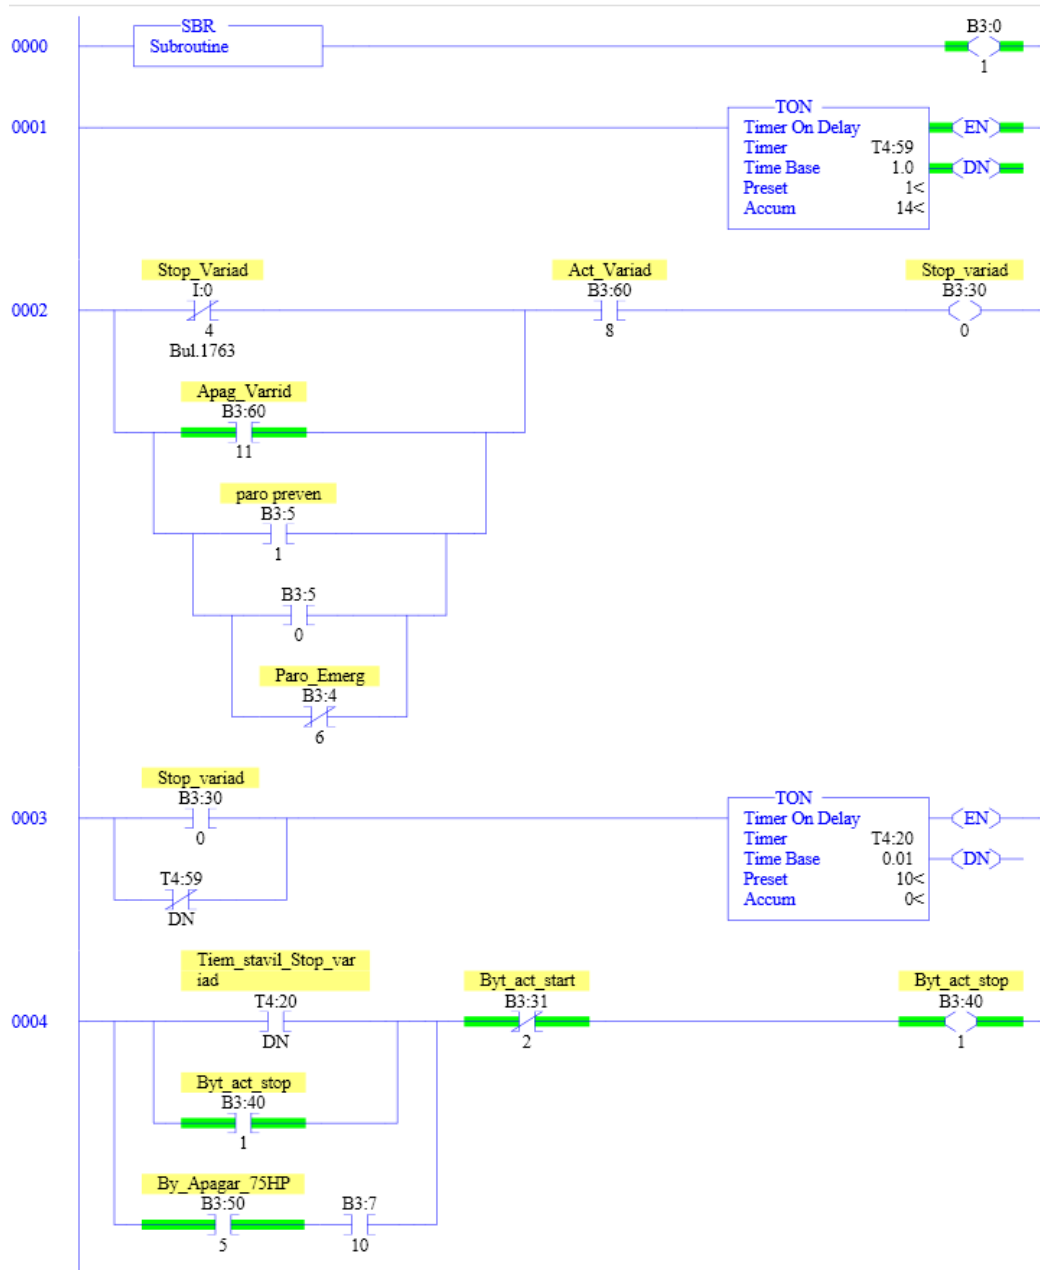 SBR
B3:0
0000
Subroutine
1
TON
0001
Timer On Delay
EN
Timer T4:59
Time Base 1.0
DN
Preset 1<
Accum 14<
Stop_Variad
Act_Variad
Stop_variad
I:0
B3:60
B3:30
0002
4
8
0
Bul.1763
Apag_Varrid
B3:60
11
paro preven
B3:5
1
B3:5
0
Paro_Emerg
B3:4
6
Stop_variad
B3:30
TON
0003
0
Timer On Delay
EN
Timer T4:20
Time Base 0.01
DN
Preset 10<
Accum 0<
T4:59
DN
Tiem_stavil_Stop_var
iad
Byt_act_start
Byt_act_stop
T4:20
B3:31
B3:40
0004
DN
2
1
Byt_act_stop
B3:40
1
By_Apagar_75HP
B3:50
B3:7
5
10